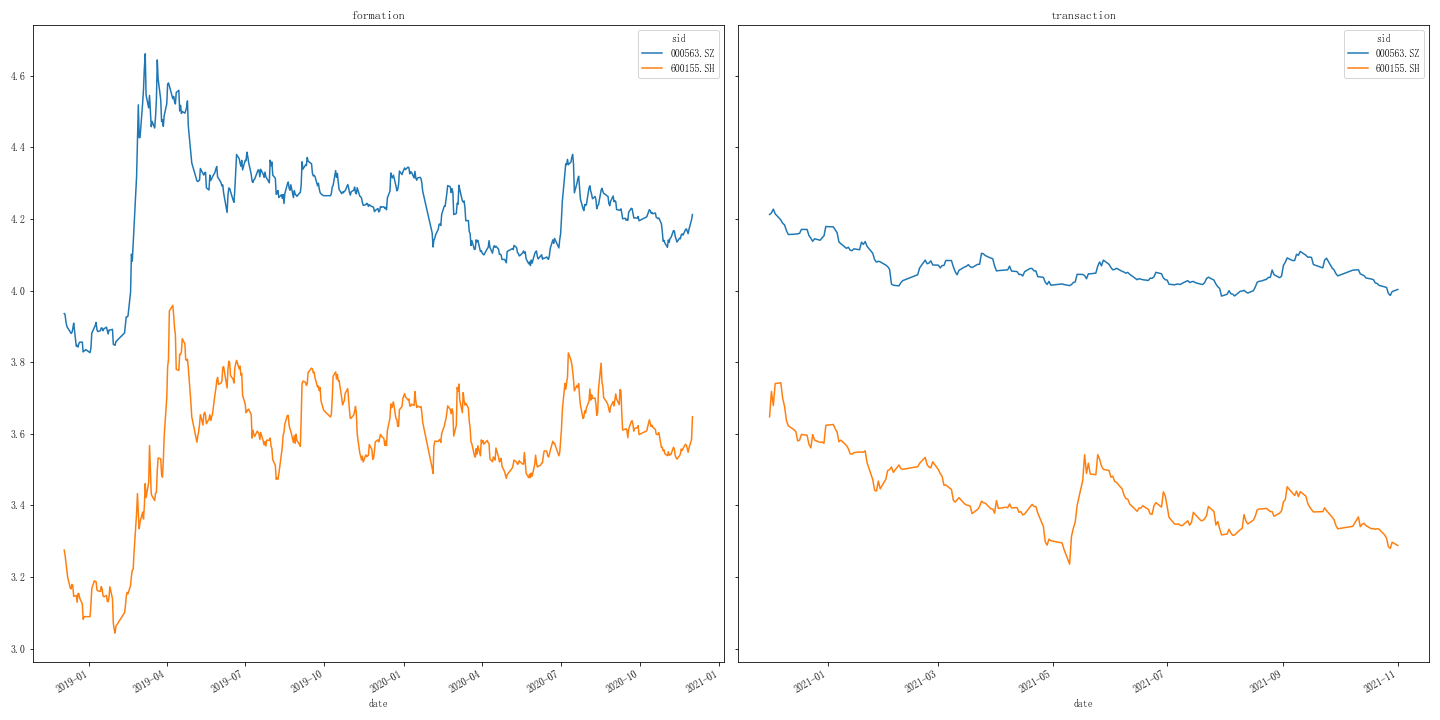 formation
sid
000563.SZ
600155.SH
4.6
4.4
4.2
4.0
3.8
3.6
3.4
3.2
3.0
2019-01
2019-04
2019-07
2019-10
2020-01
2020-04
2020-07
2020-10
2021-01
date
transaction
sid
000563.SZ
600155.SH
2021-01
2021-03
2021-05
2021-07
2021-09
2021-11
date